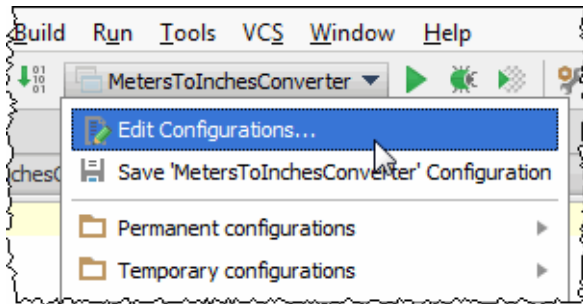 Build Run Tools VCS Window Help
MetersToInchesConverter
Edit Configurations...
Save 'MetersToInchesConverter' Configuration
Permanent configurations
Temporary configurations